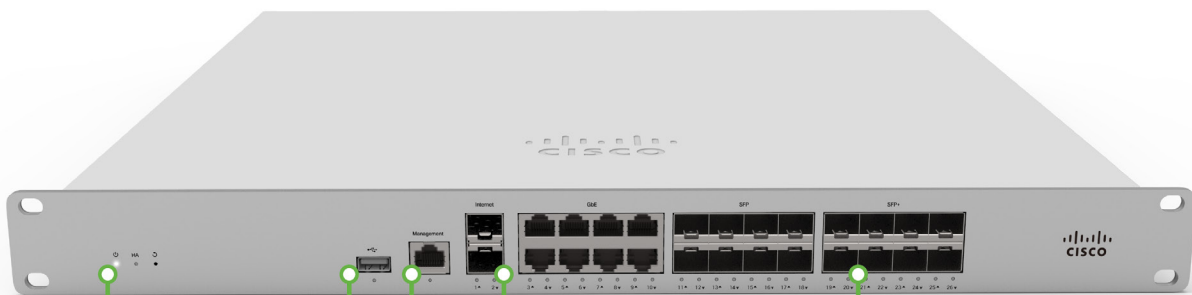 CISCO
Internet
GbE
SFP
SFP+
Management
HA
CISCO
1 2 3 4 5 6 7 8 9 10 11 12 13 14 15 16 17 18 19 20 21 22 23 24 25 26